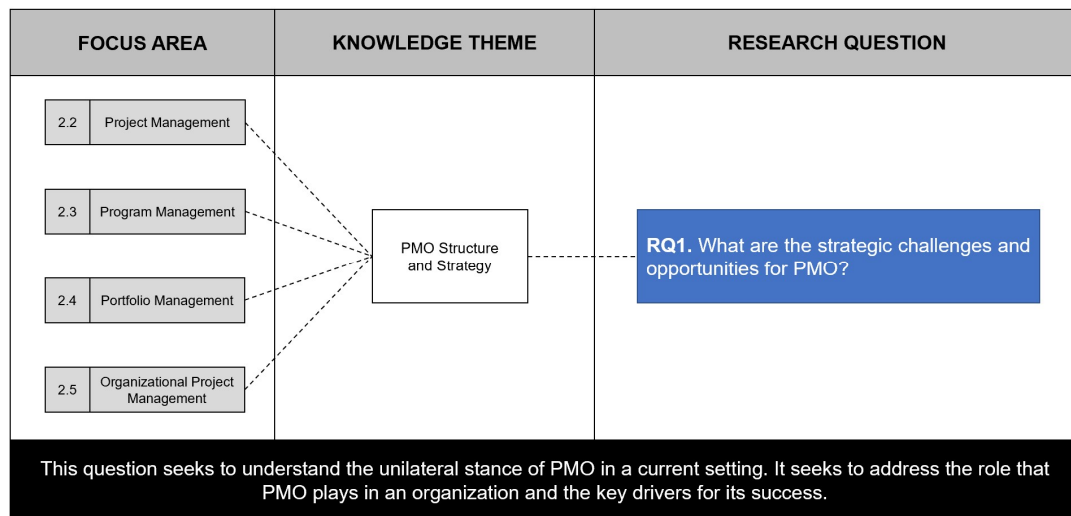 FOCUS AREA
KNOWLEDGE THEME
RESEARCH QUESTION
2.2
Project Management
2.3
Program Management
2.4
Portfolio Management
2.5
Organizational Project
Management
PMO Structure
and Strategy
RQ1. What are the strategic challenges and
opportunities for PMO?
This question seeks to understand the unilateral stance of PMO in a current setting. It seeks to address the role that
PMO plays in an organization and the key drivers for its success.